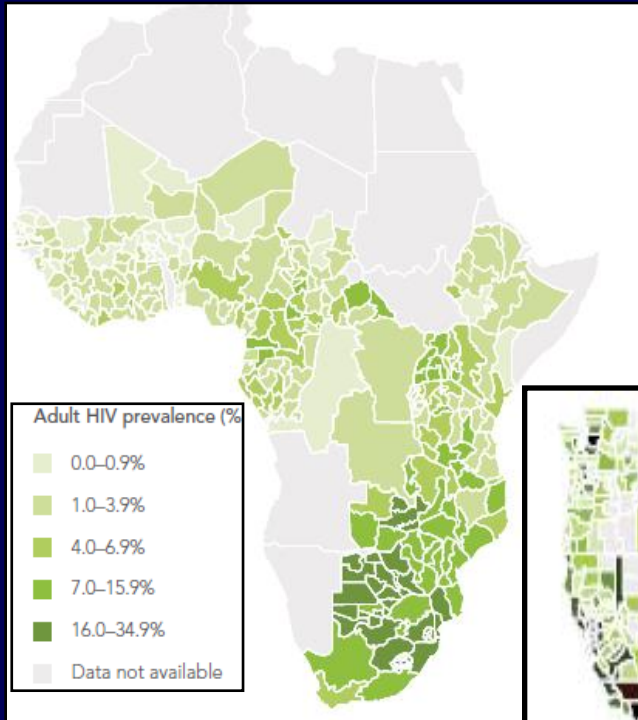 Adult HIV prevalence (%
0.0–0.9%
1.0–3.9%
4.0–6.9%
7.0–15.9%
16.0–34.9%
Data not available